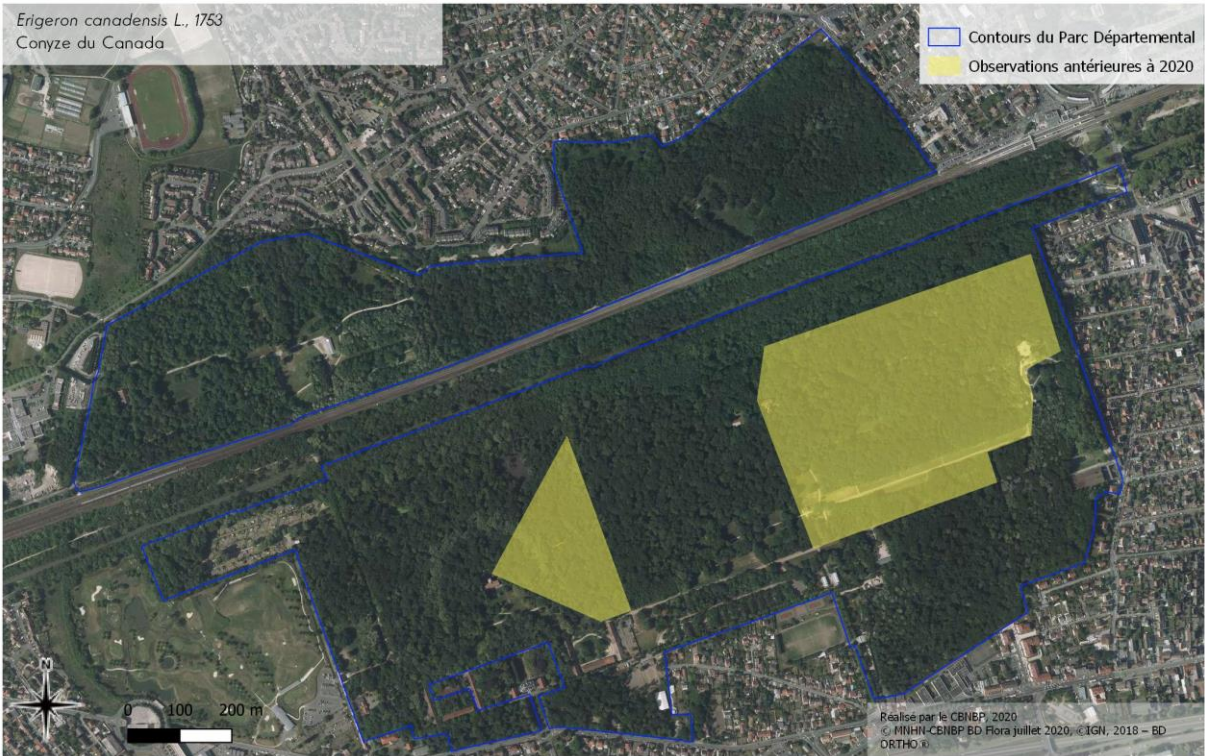 Erigeron canadensis L., 1753
Conyze du Canada
Contours du Parc Départemental
Observations antérieures à 2020
N
0 100 200 m
Réalisé par le CBNBP, 2020
© MNHN-CBNBP BD Flora juillet 2020, ©IGN, 2018 – BD
ORTHO®